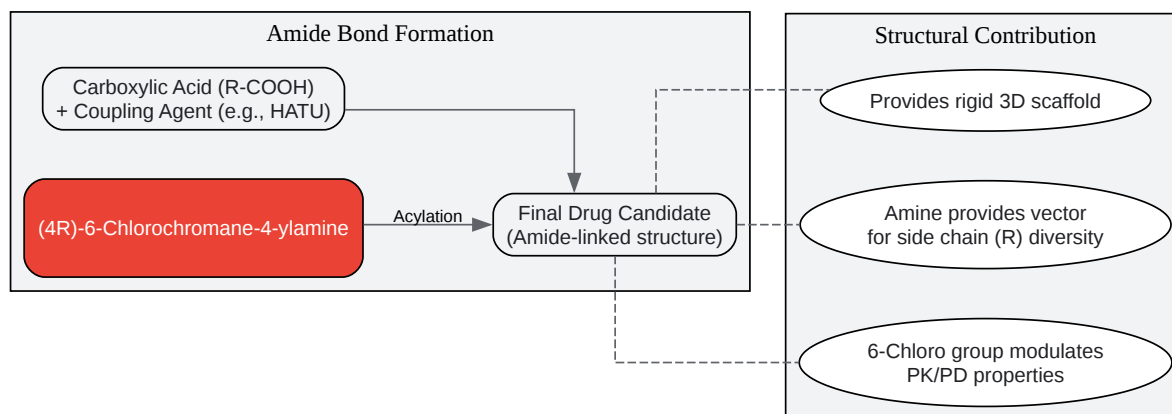 Amide Bond Formation
Carboxylic Acid (R-COOH)
+ Coupling Agent (e.g., HATU)
(4R)-6-Chlorochromane-4-ylamine
Acylation
Final Drug Candidate
(Amide-linked structure)
Structural Contribution
Provides rigid 3D scaffold
Amine provides vector
for side chain (R) diversity
6-Chloro group modulates
PK/PD properties